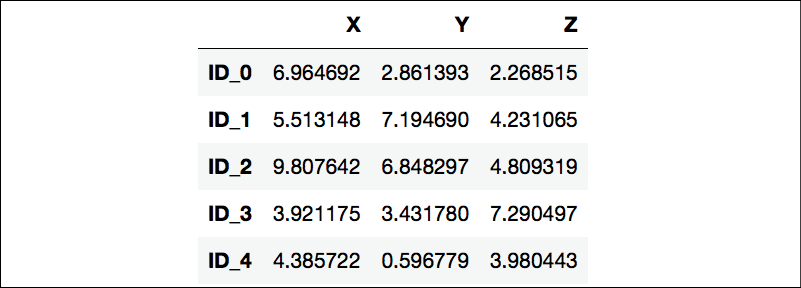 X Y Z
ID_0 6.964692 2.861393 2.268515
ID_1 5.513148 7.194690 4.231065
ID_2 9.807642 6.848297 4.809319
ID_3 3.921175 3.431780 7.290497
ID_4 4.385722 0.596779 3.980443